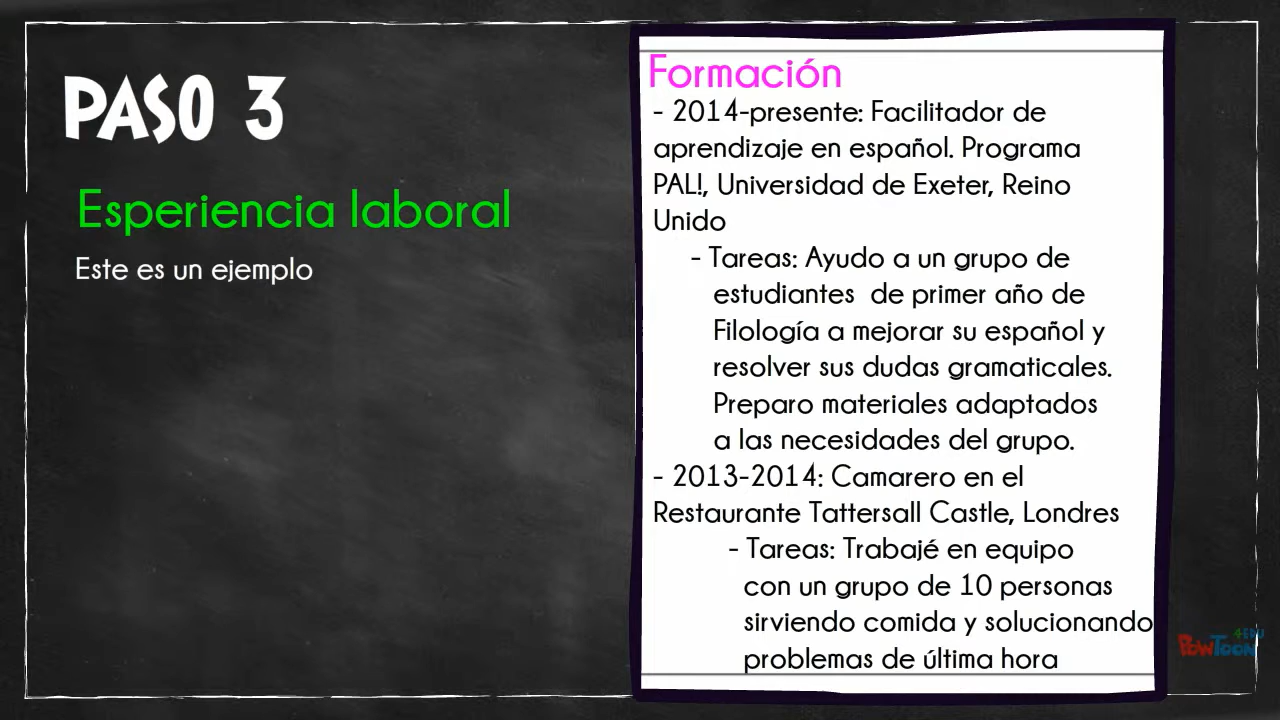 PASO 3
Esperiencia laboral
Este es un ejemplo
Formación
- 2014-presente: Facilitador de
aprendizaje en español. Programa
PAL!, Universidad de Exeter, Reino
Unido
- Tareas: Ayudo a un grupo de
estudiantes de primer año de
Filología a mejorar su español y
resolver sus dudas gramaticales.
Preparo materiales adaptados
a las necesidades del grupo.
- 2013-2014: Camarero en el
Restaurante Tattersall Castle, Londres
- Tareas: Trabajé en equipo
con un grupo de 10 personas
sirviendo comida y solucionando
problemas de última hora
4EDU
POWTOON